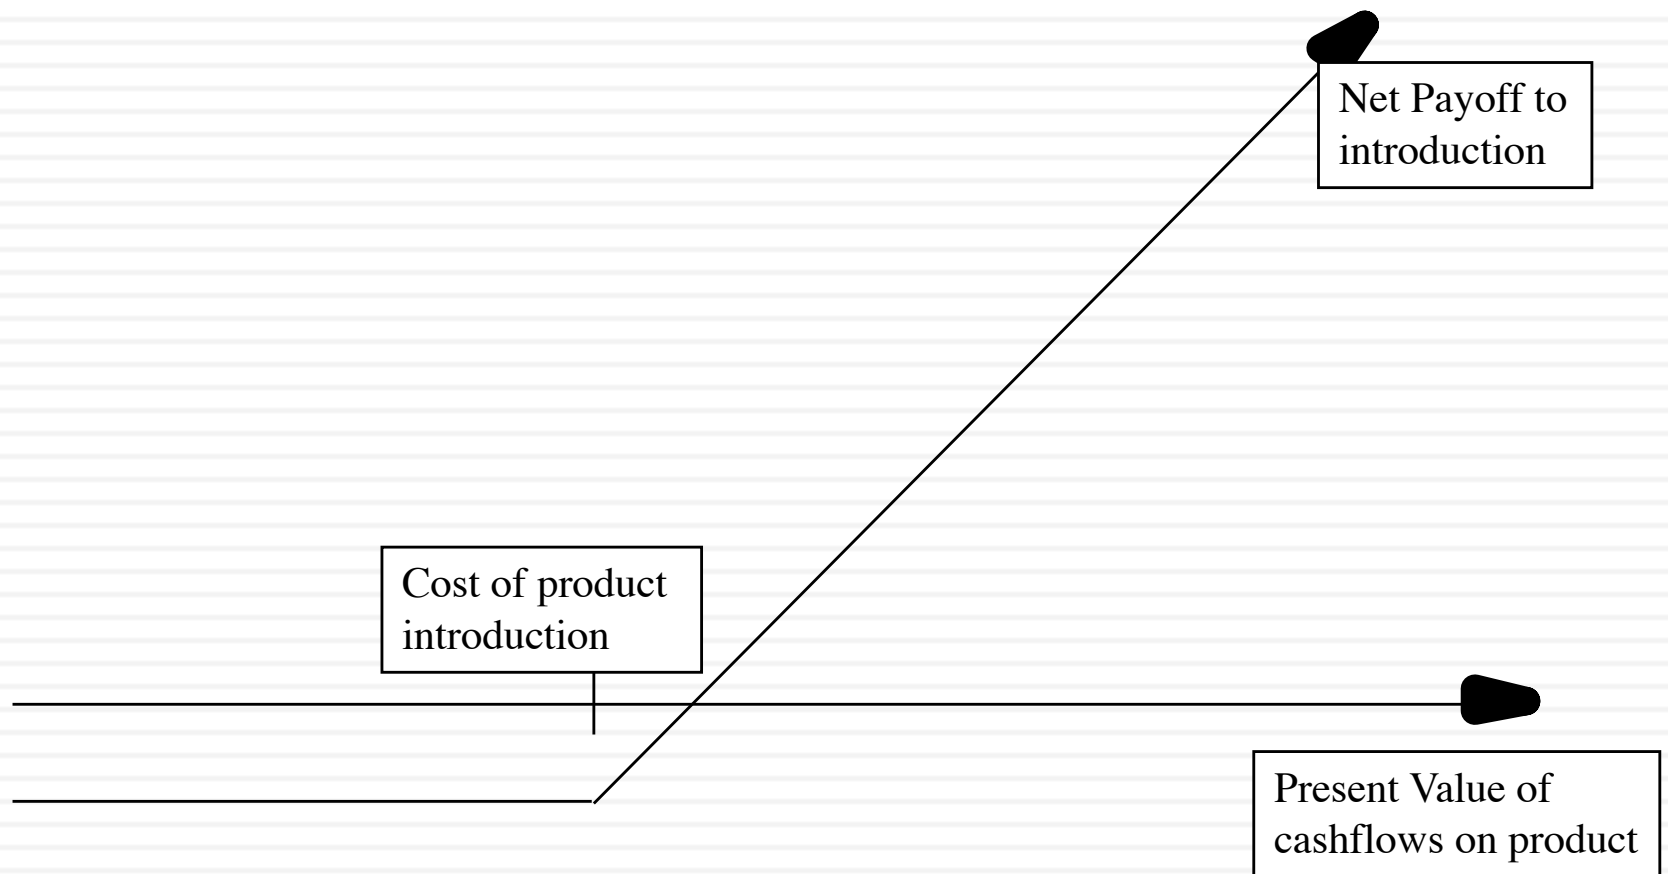 Net Payoff to
introduction
Cost of product
introduction
Present Value of
cashflows on product